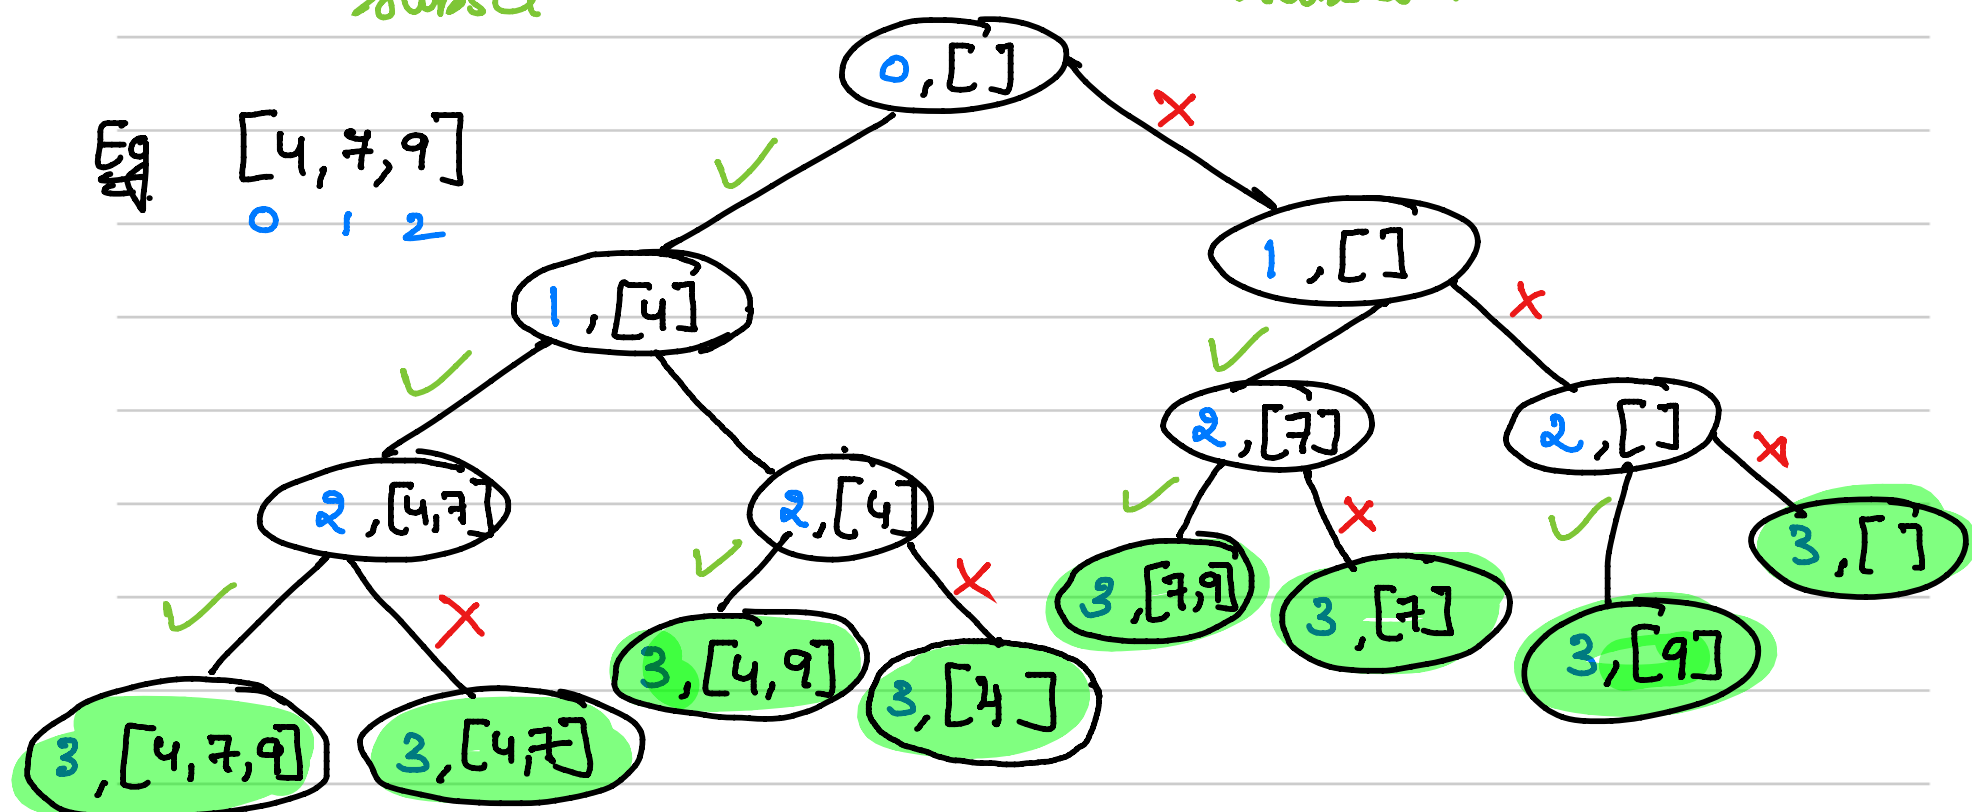 0, [ ]
Eg [4, 7, 9]
0 1 2
1, [ ]
1, [4]
2, [7]
2, [ ]
2, [4,7]
2, [4]
3, [ ]
3, [7,9]
3, [7]
3, [9]
3, [4,9]
3, [4 ]
3, [4,7,9]
3, [4,7]